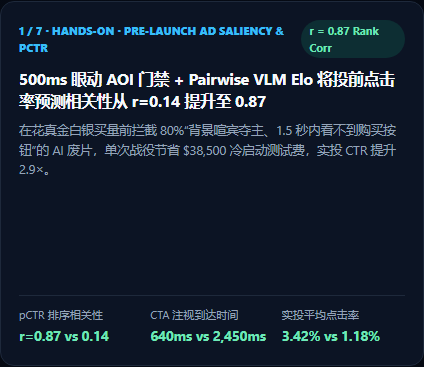 1 / 7 · HANDS-ON · PRE-LAUNCH AD SALIENCY &
PCTR
r = 0.87 Rank
Corr
500ms 眼动 AOI 门禁 + Pairwise VLM Elo 将投前点击
率预测相关性从 r=0.14 提升至 0.87
在花真金白银买量前拦截 80%“背景喧宾夺主、1.5 秒内看不到购买按
钮”的 AI 废片，单次战役节省 $38,500 冷启动测试费，实投 CTR 提升
2.9×。
pCTR 排序相关性
r=0.87 vs 0.14
CTA 注视到达时间
640ms vs 2,450ms
实投平均点击率
3.42% vs 1.18%